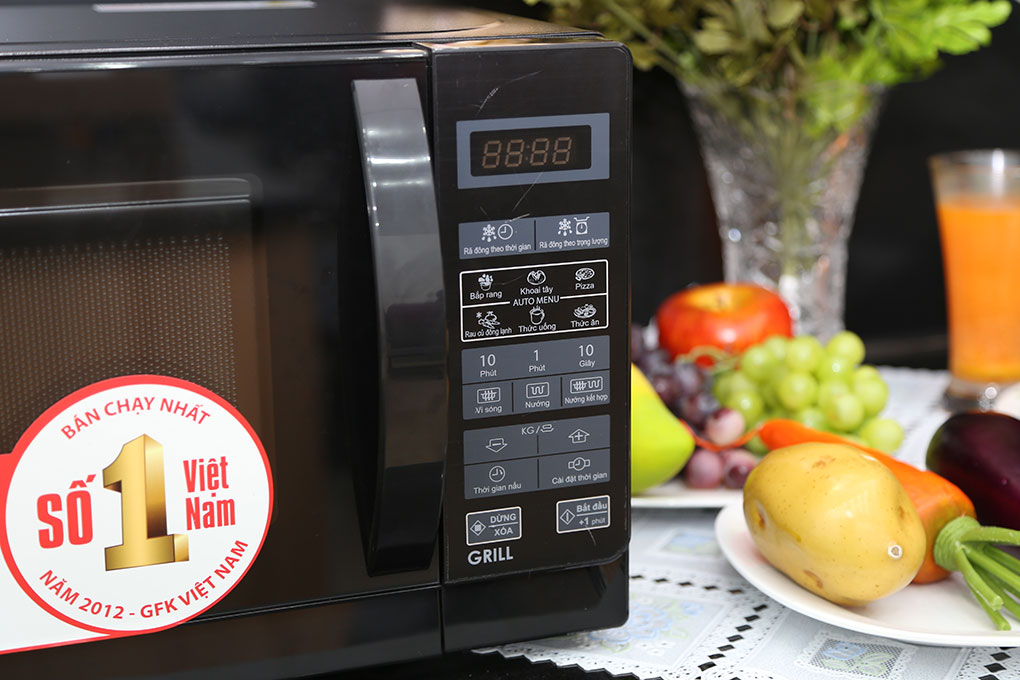 88:88
Rã đông theo thời gian
Rã đông theo trọng lượng
Bắp rang
Khoai tây
Pizza
AUTO MENU
Rau củ đông lạnh
Thức uống
Thức ăn
10
Phút
1
Phút
10
Giây
Vi sóng
Nướng
Nướng kết hợp
KG /
Thời gian nấu
Cài đặt thời gian
DỪNG
XÓA
Bắt đầu
+1 phút
GRILL
BÁN CHẠY NHẤT
SỐ 1 Việt Nam
NĂM 2012 - GFK VIỆT NAM